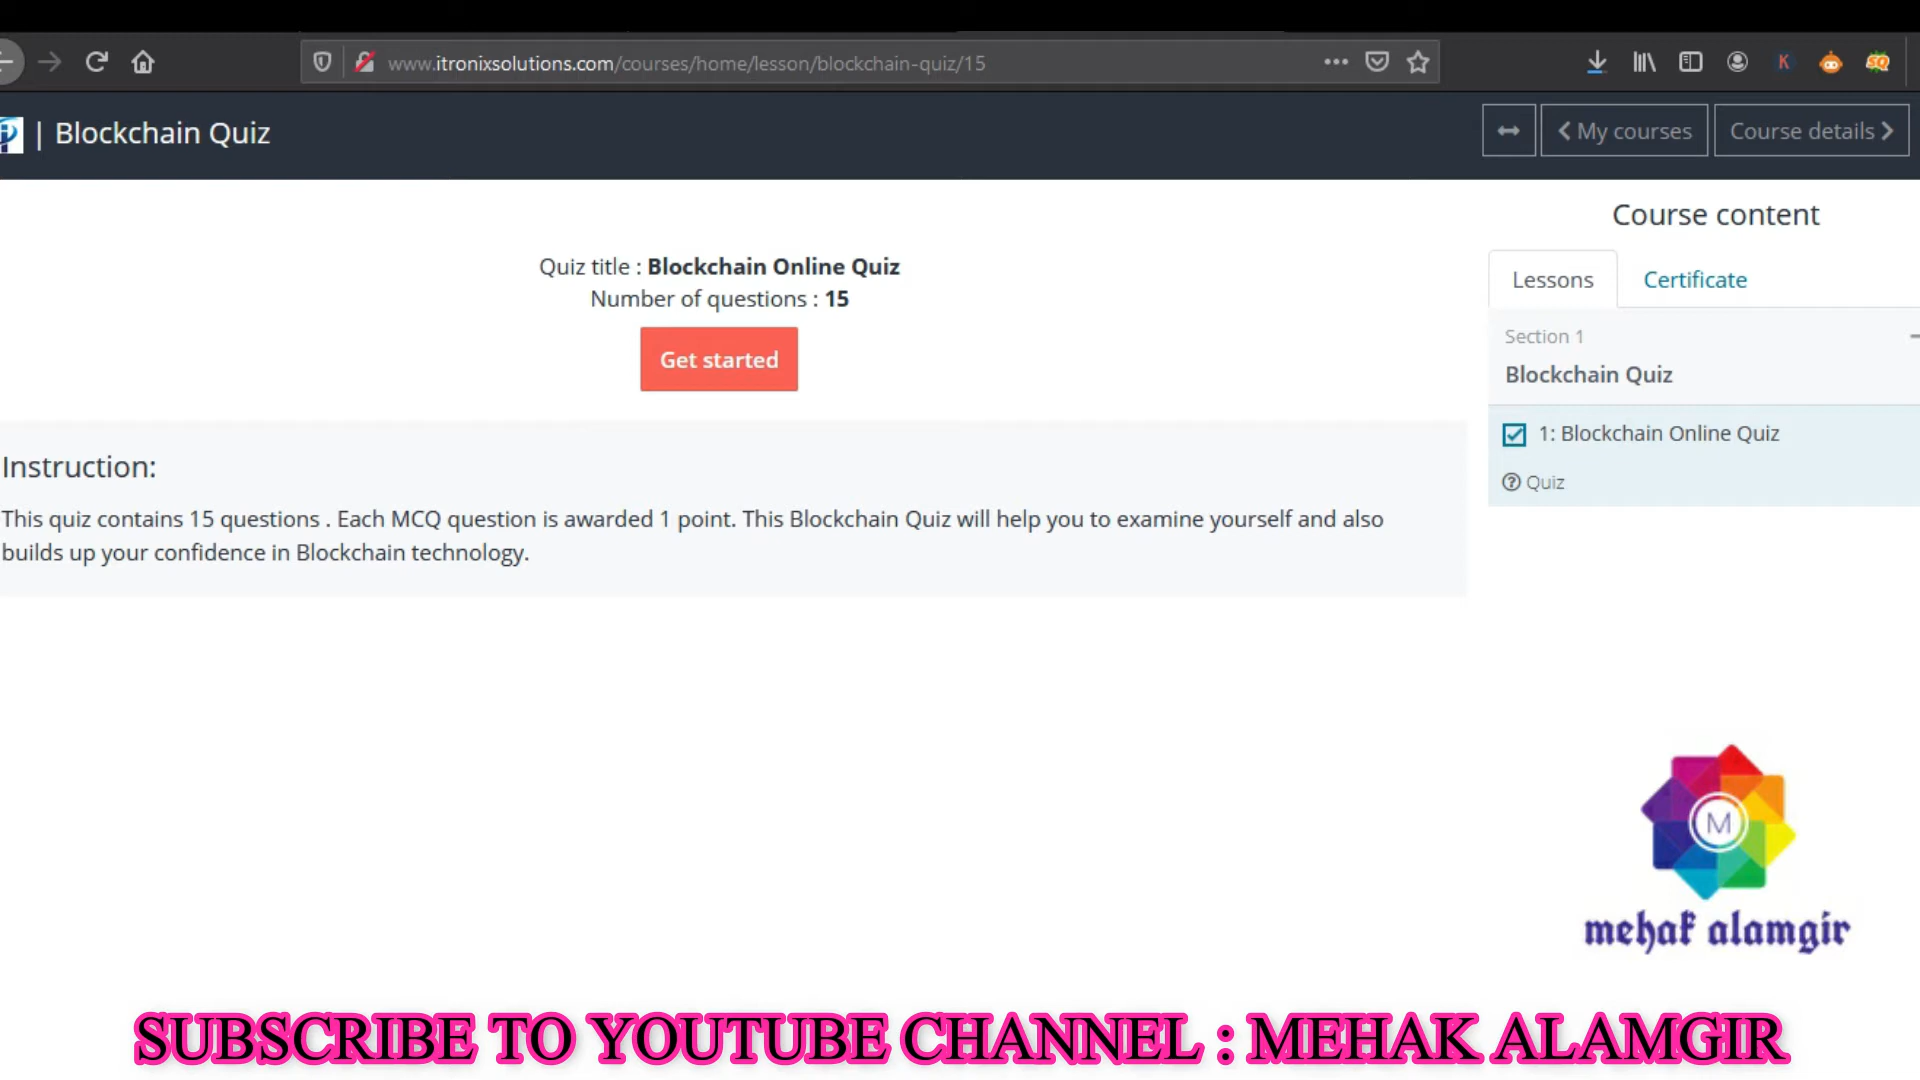 www.itronixsolutions.com/courses/home/lesson/blockchain-quiz/15
K
SQ
| Blockchain Quiz
My courses
Course details
Course content
Quiz title : Blockchain Online Quiz
Number of questions : 15
Get started
Lessons
Certificate
Section 1
Blockchain Quiz
1: Blockchain Online Quiz
Quiz
Instruction:
This quiz contains 15 questions . Each MCQ question is awarded 1 point. This Blockchain Quiz will help you to examine yourself and also
builds up your confidence in Blockchain technology.
M
mehak alamgir
SUBSCRIBE TO YOUTUBE CHANNEL : MEHAK ALAMGIR